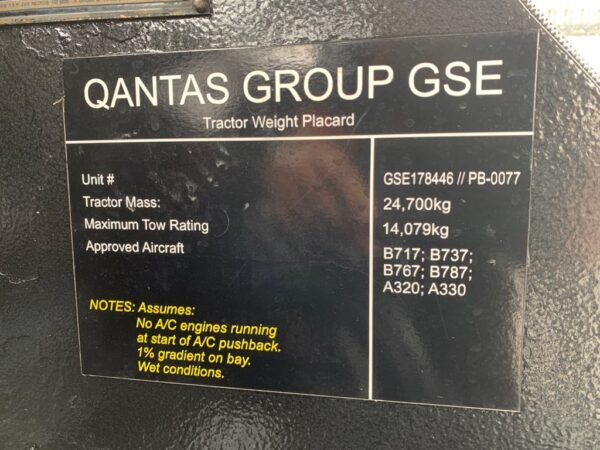 QANTAS GROUP GSE
Tractor Weight Placard
Unit # GSE178446 // PB-0077
Tractor Mass: 24,700kg
Maximum Tow Rating 14,079kg
Approved Aircraft B717; B737;
B767; B787;
A320; A330
NOTES: Assumes:
No A/C engines running
at start of A/C pushback.
1% gradient on bay.
Wet conditions.